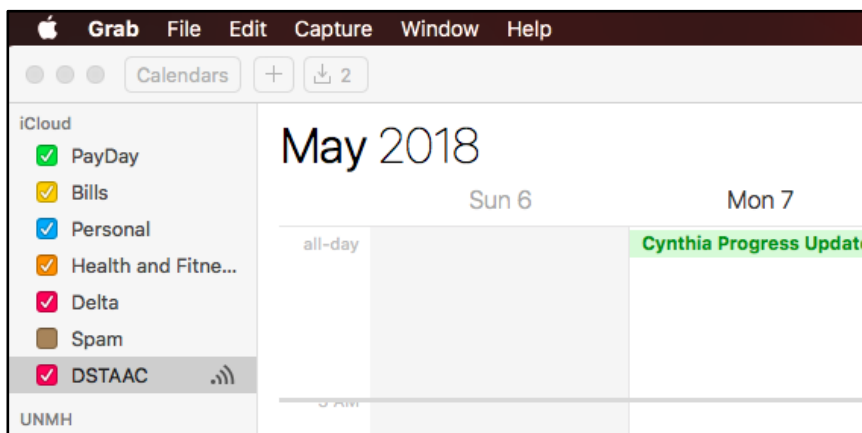 Grab File Edit Capture Window Help
Calendars + 2
iCloud
PayDay
Bills
Personal
Health and Fitne...
Delta
Spam
DSTAAC
UNMH
May 2018
Sun 6 Mon 7
all-day Cynthia Progress Updat